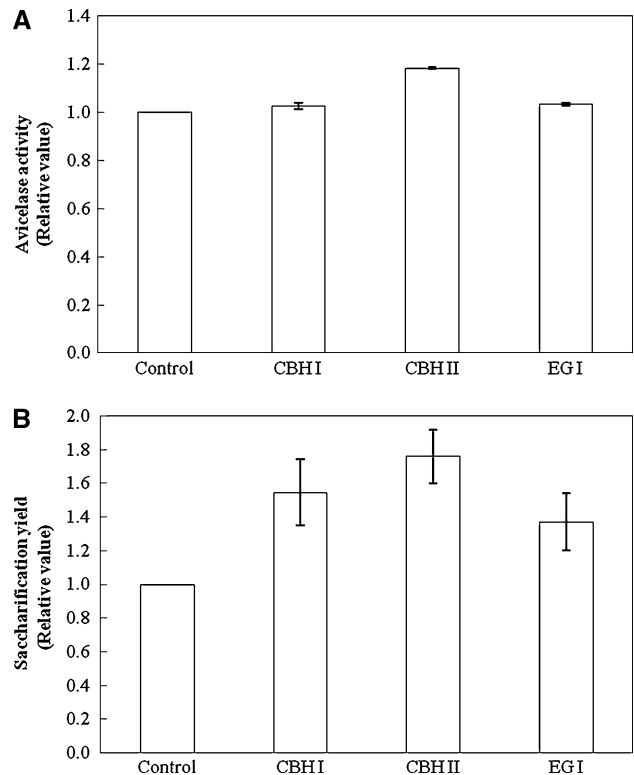 A
1.4
1.2
1.0
0.8
0.6
0.4
0.2
0.0
Avicelase activity
(Relative value)
Control CBH I CBH II EG I
B
2.0
1.8
1.6
1.4
1.2
1.0
0.8
0.6
0.4
0.2
0.0
Saccharification yield
(Relative value)
Control CBH I CBH II EG I